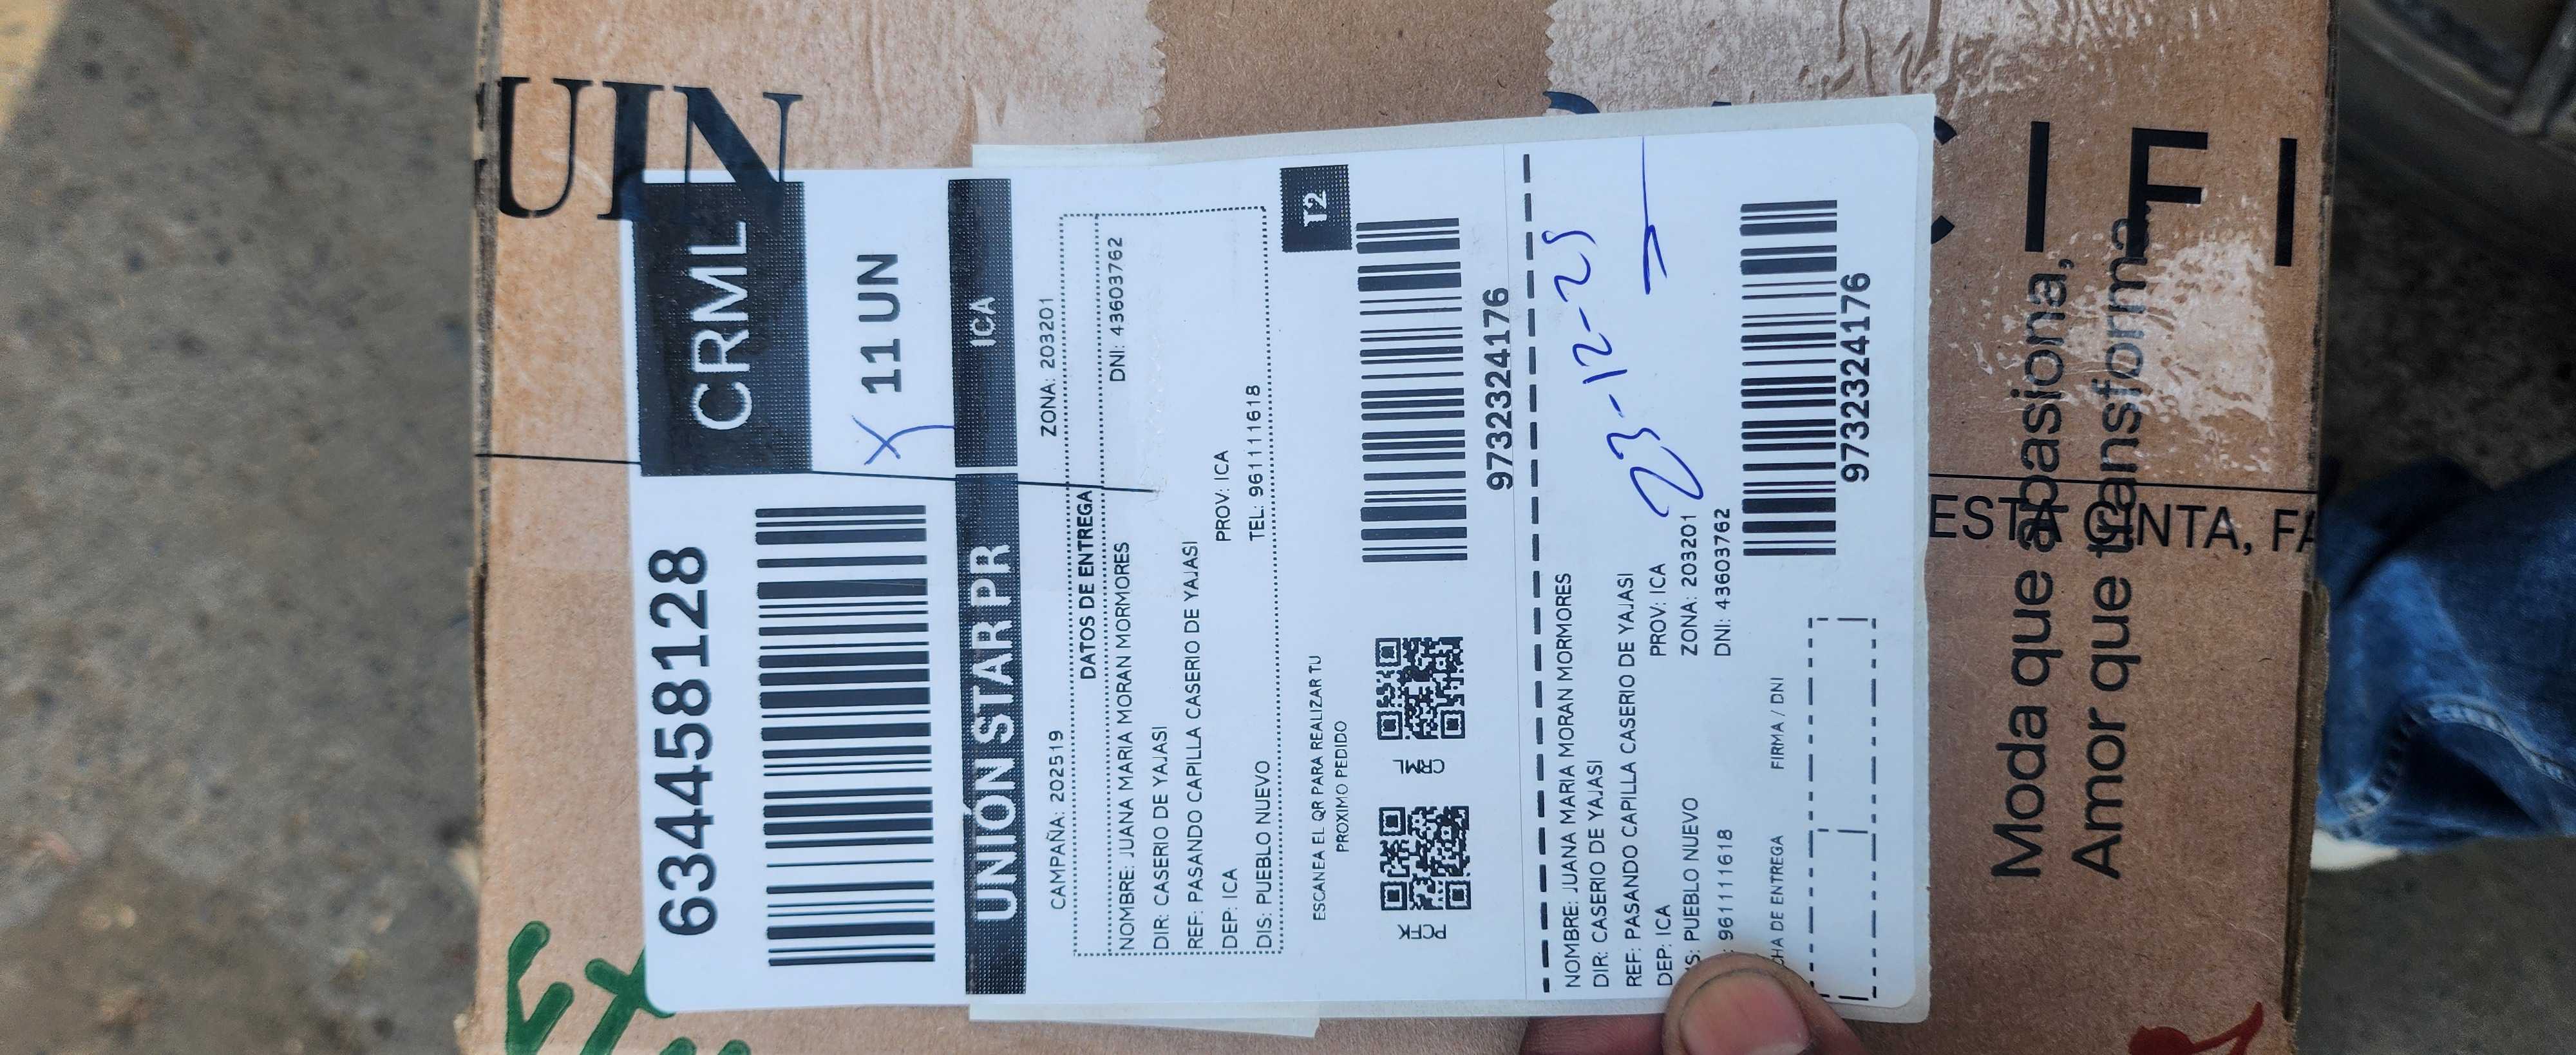 UIN
6344581128
CRML
X 11 UN
UNIÓN STAR PR ICA
CAMPAÑA: 202519 ZONA: 203201
DATOS DE ENTREGA
NOMBRE: JUANA MARIA MORAN MORMORES DNI: 43603762
DIR: CASERIO DE YAJASI
REF: PASANDO CAPILLA CASERIO DE YAJASI
DEP: ICA PROV: ICA
DIS: PUEBLO NUEVO TEL: 961111618
T2
ESCANEA EL QR PARA REALIZAR TU
PROXIMO PEDIDO
PCFK CRML
9732324176
NOMBRE: JUANA MARIA MORAN MORMORES
DIR: CASERIO DE YAJASI
REF: PASANDO CAPILLA CASERIO DE YAJASI
DEP: ICA PROV: ICA
S: PUEBLO NUEVO ZONA: 203201
: 961111618 DNI: 43603762
23-12-25
CHA DE ENTREGA FIRMA / DNI
9732324176
CIFI
ESTA CINTA, FA
Moda que apasiona,
Amor que transforma.